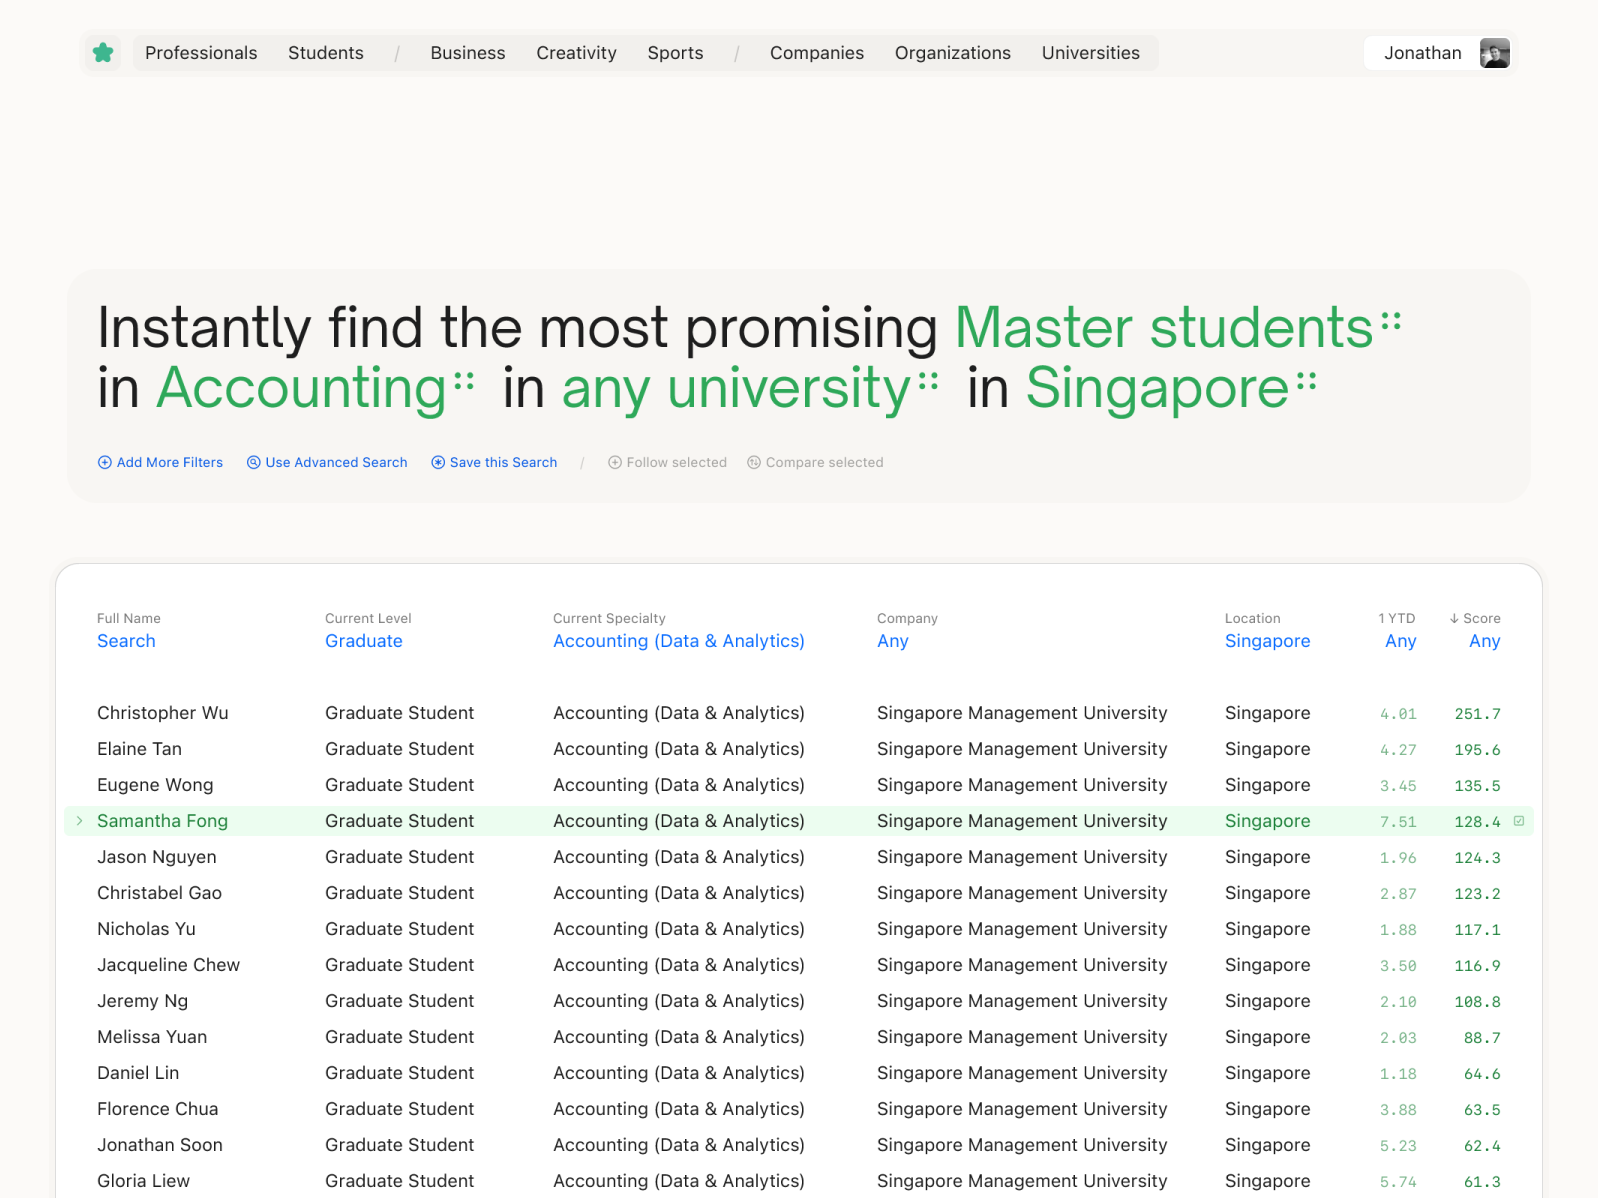 Professionals Students / Business Creativity Sports / Companies Organizations Universities Jonathan
Instantly find the most promising Master students
in Accounting in any university in Singapore
Add More Filters Use Advanced Search Save this Search / Follow selected Compare selected
Full Name Current Level Current Specialty Company Location 1 YTD ↓ Score
Search Graduate Accounting (Data & Analytics) Any Singapore Any Any
Christopher Wu Graduate Student Accounting (Data & Analytics) Singapore Management University Singapore 4.01 251.7
Elaine Tan Graduate Student Accounting (Data & Analytics) Singapore Management University Singapore 4.27 195.6
Eugene Wong Graduate Student Accounting (Data & Analytics) Singapore Management University Singapore 3.45 135.5
Samantha Fong Graduate Student Accounting (Data & Analytics) Singapore Management University Singapore 7.51 128.4
Jason Nguyen Graduate Student Accounting (Data & Analytics) Singapore Management University Singapore 1.96 124.3
Christabel Gao Graduate Student Accounting (Data & Analytics) Singapore Management University Singapore 2.87 123.2
Nicholas Yu Graduate Student Accounting (Data & Analytics) Singapore Management University Singapore 1.88 117.1
Jacqueline Chew Graduate Student Accounting (Data & Analytics) Singapore Management University Singapore 3.50 116.9
Jeremy Ng Graduate Student Accounting (Data & Analytics) Singapore Management University Singapore 2.10 108.8
Melissa Yuan Graduate Student Accounting (Data & Analytics) Singapore Management University Singapore 2.03 88.7
Daniel Lin Graduate Student Accounting (Data & Analytics) Singapore Management University Singapore 1.18 64.6
Florence Chua Graduate Student Accounting (Data & Analytics) Singapore Management University Singapore 3.88 63.5
Jonathan Soon Graduate Student Accounting (Data & Analytics) Singapore Management University Singapore 5.23 62.4
Gloria Liew Graduate Student Accounting (Data & Analytics) Singapore Management University Singapore 5.74 61.3